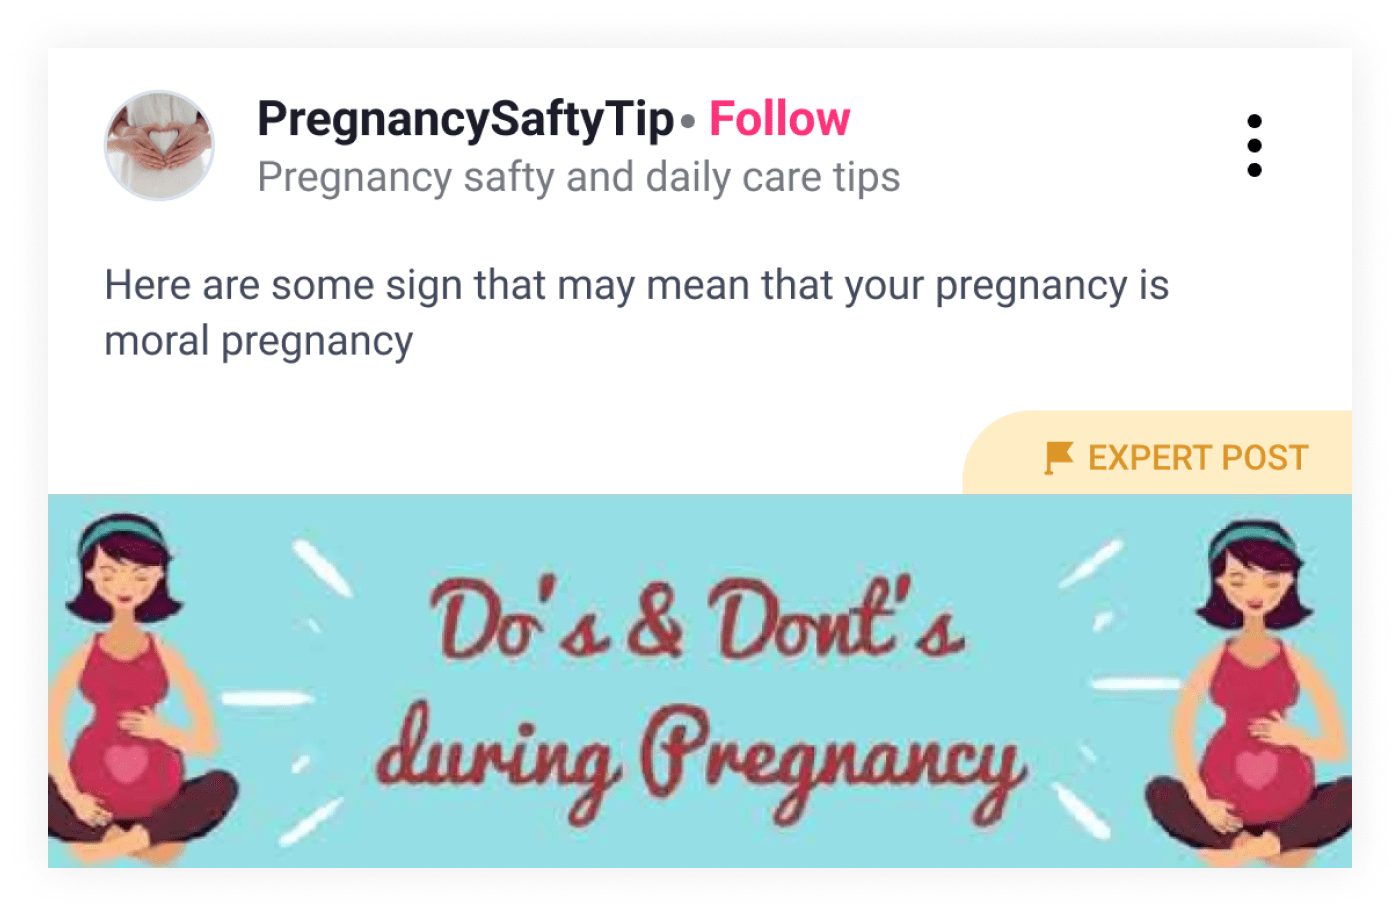 PregnancySaftyTip • Follow
Pregnancy safty and daily care tips
Here are some sign that may mean that your pregnancy is
moral pregnancy
EXPERT POST
Do's & Dont's
during Pregnancy